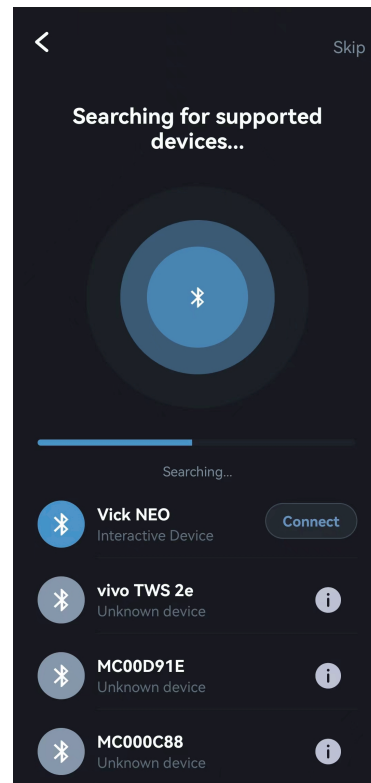 Skip
Searching for supported
devices...
Searching...
Vick NEO
Interactive Device
Connect
vivo TWS 2e
Unknown device
MC00D91E
Unknown device
MC000C88
Unknown device